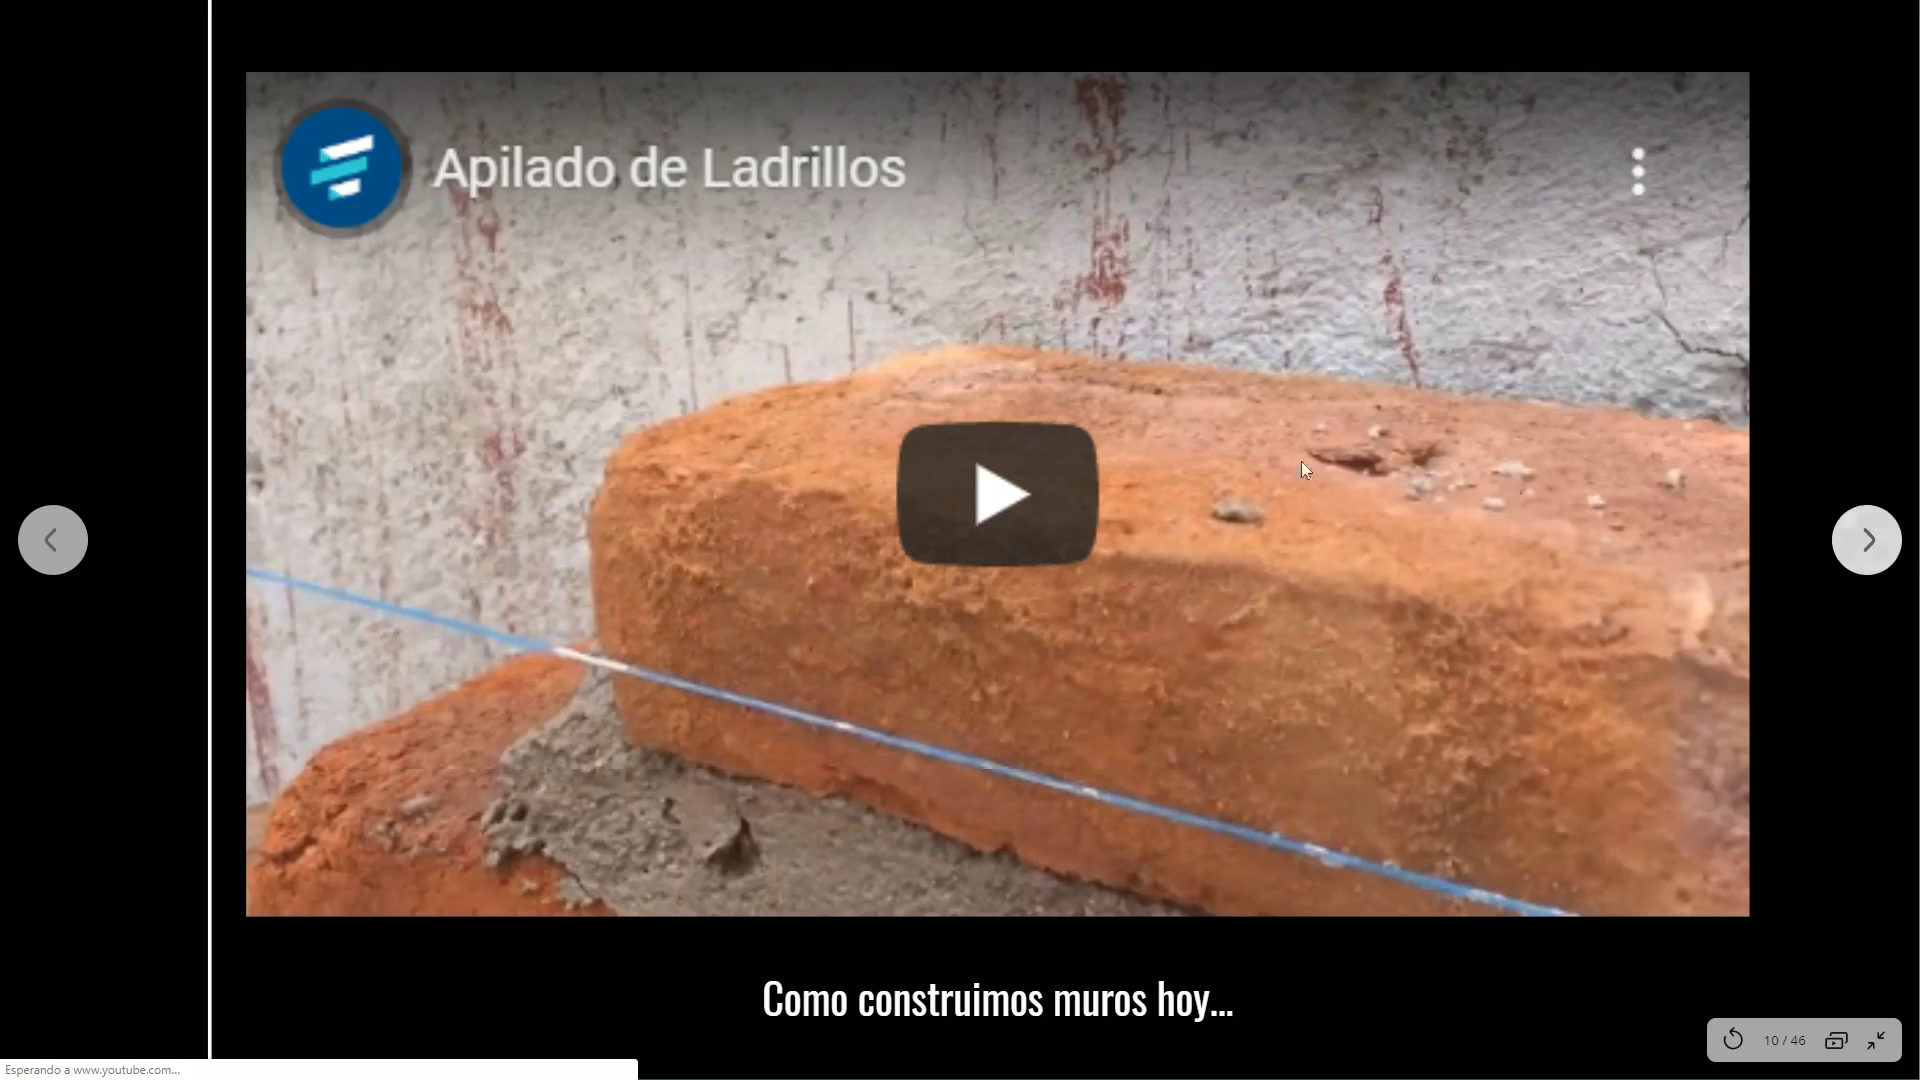 Apilado de Ladrillos
Como construimos muros hoy...
10 / 46
Esperando a www.youtube.com...